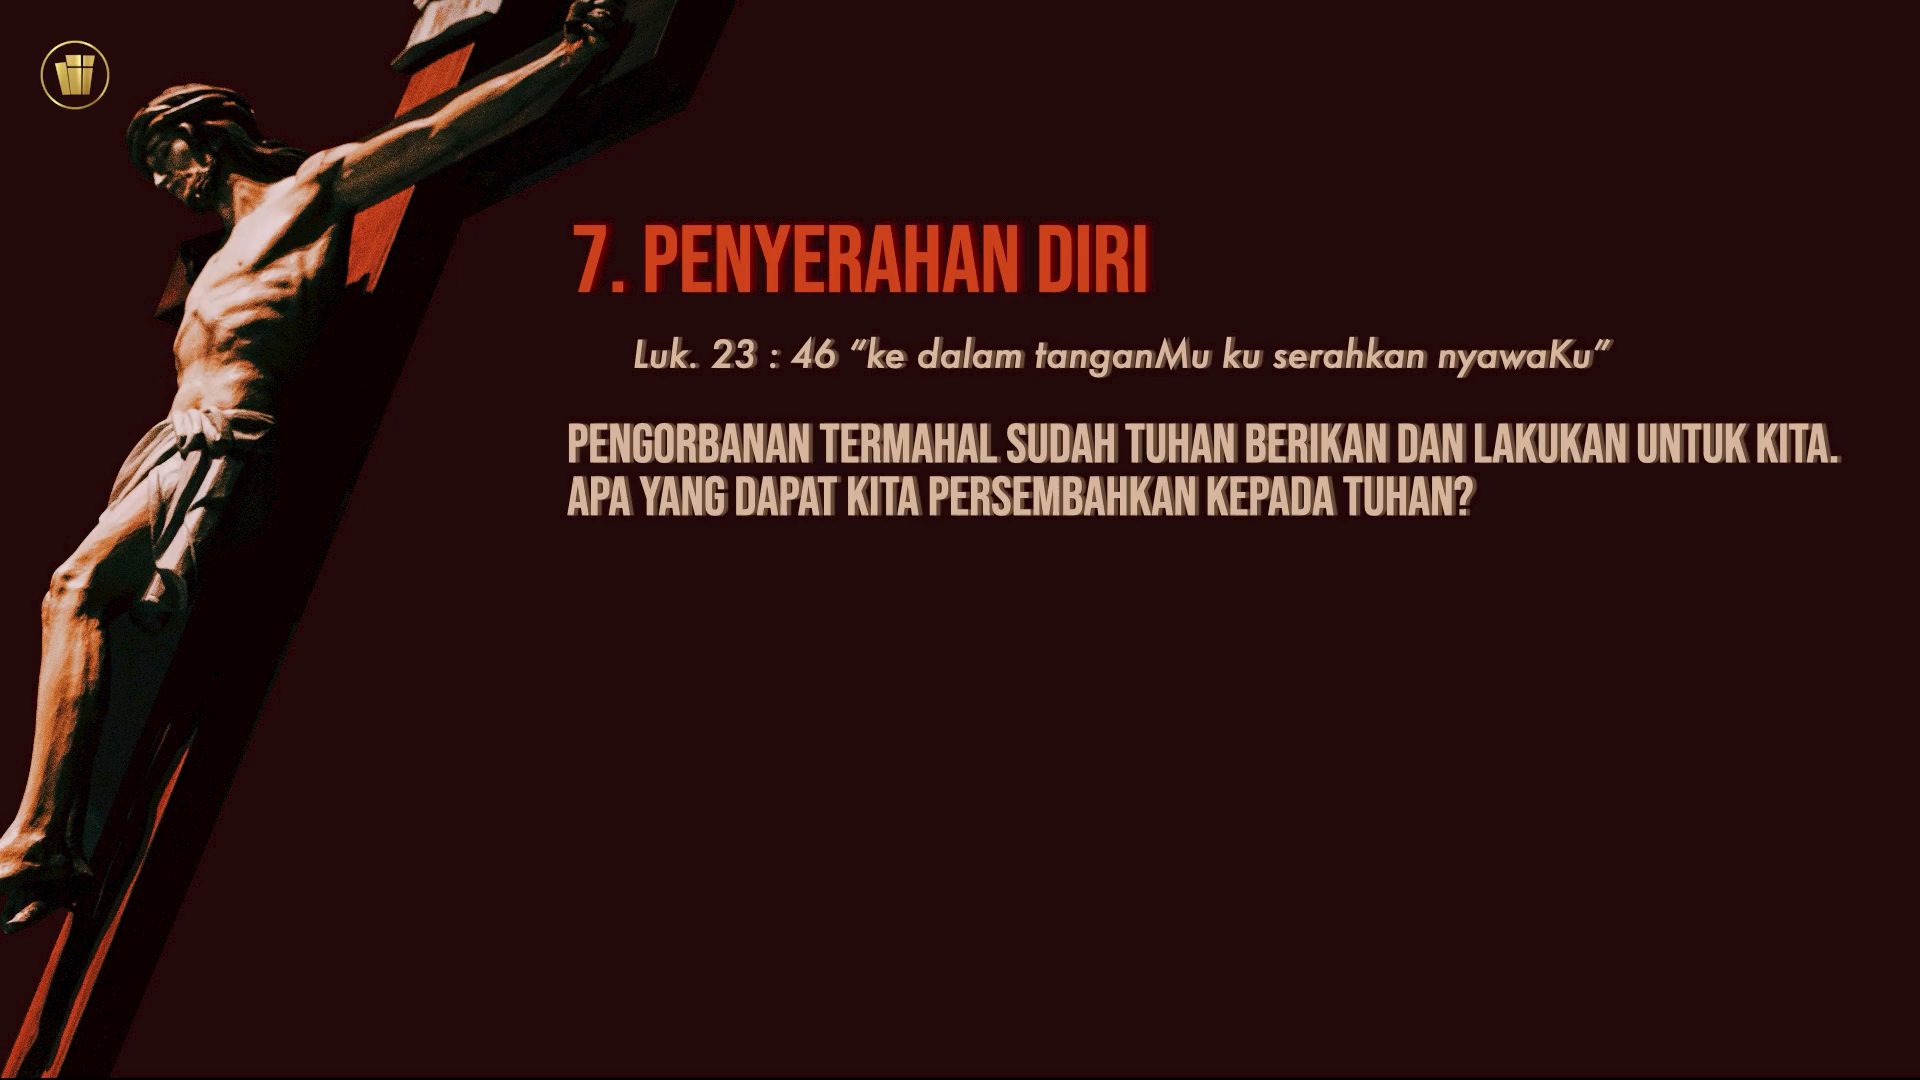 7. PENYERAHAN DIRI
Luk. 23 : 46 “ke dalam tanganMu ku serahkan nyawaKu”
PENGORBANAN TERMAHAL SUDAH TUHAN BERIKAN DAN LAKUKAN UNTUK KITA.
APA YANG DAPAT KITA PERSEMBAHKAN KEPADA TUHAN?